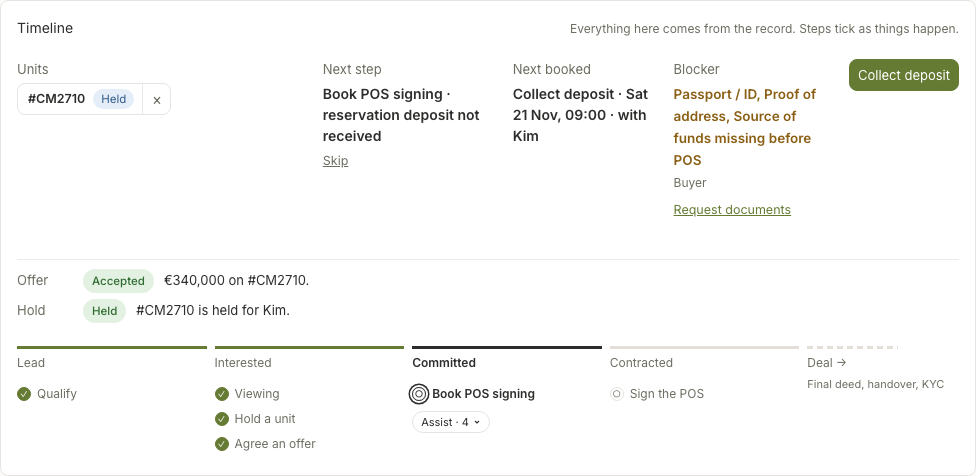 Timeline
Everything here comes from the record. Steps tick as things happen.
Units
#CM2710 Held ×
Next step
Book POS signing ·
reservation deposit not
received
Skip
Next booked
Collect deposit · Sat
21 Nov, 09:00 · with
Kim
Blocker
Passport / ID, Proof of
address, Source of
funds missing before
POS
Buyer
Request documents
Collect deposit
Offer Accepted €340,000 on #CM2710.
Hold Held #CM2710 is held for Kim.
Lead
Qualify
Interested
Viewing
Hold a unit
Agree an offer
Committed
Book POS signing
Assist · 4
Contracted
Sign the POS
Deal →
Final deed, handover, KYC